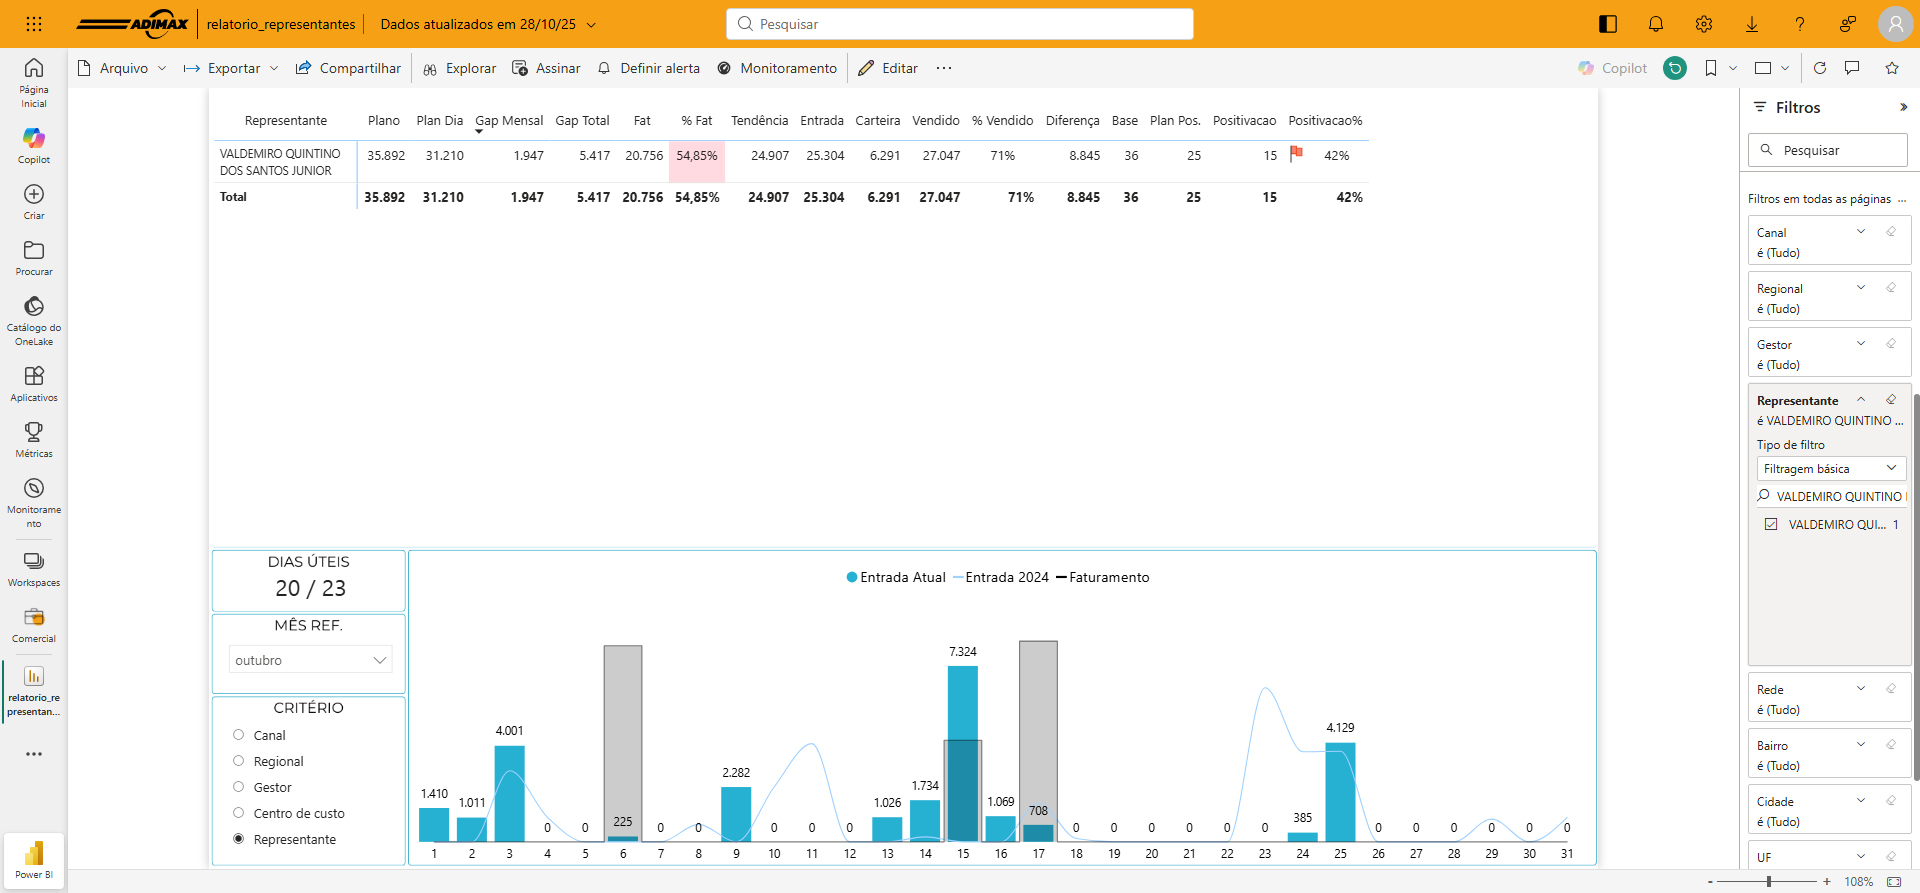 ADIMAX
relatorio_representantes
Dados atualizados em 28/10/25
Pesquisar
Página Inicial
Copilot
Criar
Procurar
Catálogo do OneLake
Aplicativos
Métricas
Monitorame nto
Workspaces
Comercial
relatorio_re presentan...
Power BI
Arquivo Exportar Compartilhar Explorar Assinar Definir alerta Monitoramento Editar ... Copilot
Representante Plano Plan Dia Gap Mensal Gap Total Fat % Fat Tendência Entrada Carteira Vendido % Vendido Diferença Base Plan Pos. Positivacao Positivacao%
VALDEMIRO QUINTINO DOS SANTOS JUNIOR 35.892 31.210 1.947 5.417 20.756 54,85% 24.907 25.304 6.291 27.047 71% 8.845 36 25 15 42%
Total 35.892 31.210 1.947 5.417 20.756 54,85% 24.907 25.304 6.291 27.047 71% 8.845 36 25 15 42%
DIAS ÚTEIS
20 / 23
MÊS REF.
outubro
CRITÉRIO
Canal
Regional
Gestor
Centro de custo
Representante
Entrada Atual Entrada 2024 Faturamento
1.410 1.011 4.001 0 0 225 0 0 2.282 0 0 0 1.026 1.734 7.324 1.069 708 0 0 0 0 0 0 385 4.129 0 0 0 0 0 0
1 2 3 4 5 6 7 8 9 10 11 12 13 14 15 16 17 18 19 20 21 22 23 24 25 26 27 28 29 30 31
Filtros
Pesquisar
Filtros em todas as páginas ...
Canal
é (Tudo)
Regional
é (Tudo)
Gestor
é (Tudo)
Representante
é VALDEMIRO QUINTINO ...
Tipo de filtro
Filtragem básica
VALDEMIRO QUINTINO
VALDEMIRO QUI... 1
Rede
é (Tudo)
Bairro
é (Tudo)
Cidade
é (Tudo)
UF
- + 108%